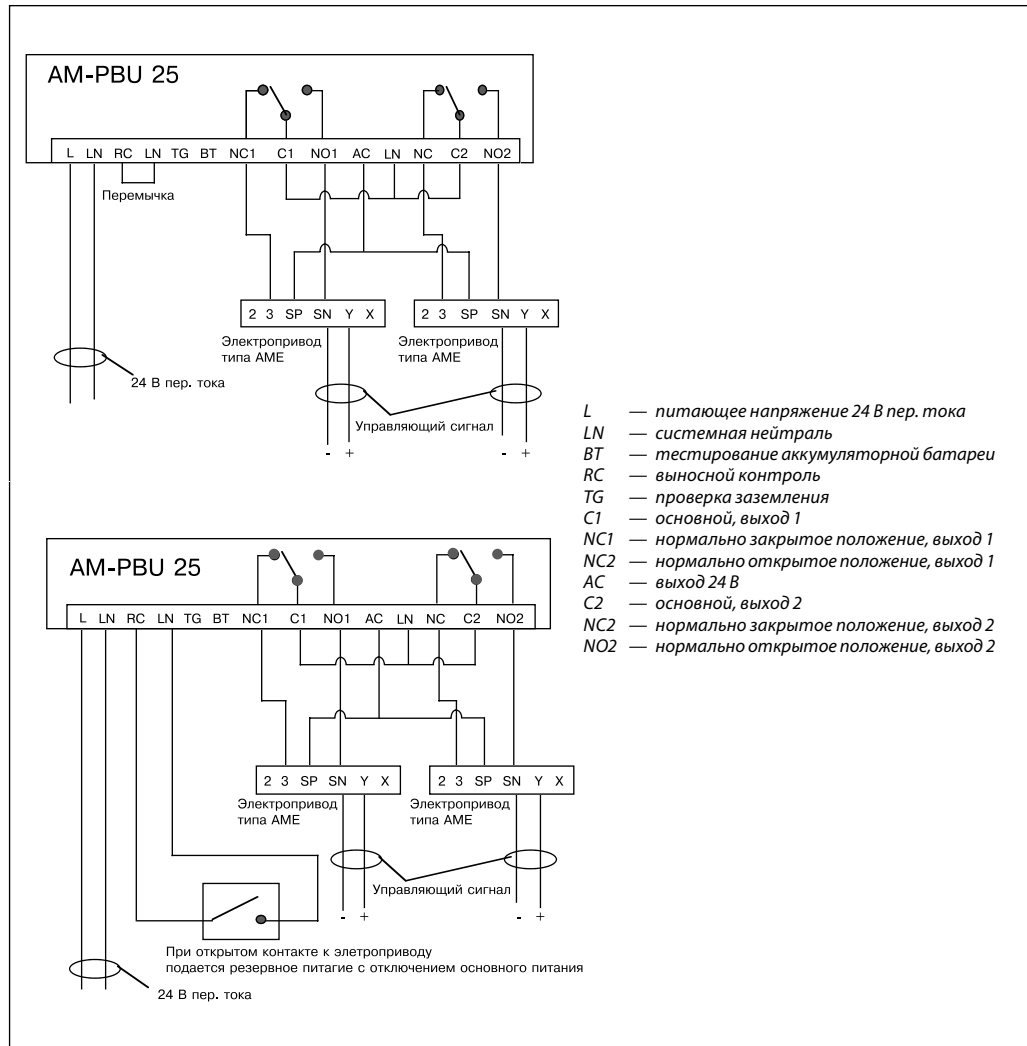 AM-PBU 25
L LN RC LN TG BT NC1 C1 NO1 AC LN NC C2 NO2
Перемычка
2 3 SP SN Y X
2 3 SP SN Y X
Электропривод
типа АМЕ
Электропривод
типа АМЕ
24 В пер. тока
Управляющий сигнал
- +
- +
L — питающее напряжение 24 В пер. тока
LN — системная нейтраль
BT — тестирование аккумуляторной батареи
RC — выносной контроль
TG — проверка заземления
C1 — основной, выход 1
NC1 — нормально закрытое положение, выход 1
NC2 — нормально открытое положение, выход 1
AC — выход 24 В
C2 — основной, выход 2
NC2 — нормально закрытое положение, выход 2
NO2 — нормально открытое положение, выход 2
AM-PBU 25
L LN RC LN TG BT NC1 C1 NO1 AC LN NC C2 NO2
2 3 SP SN Y X
2 3 SP SN Y X
Электропривод
типа АМЕ
Электропривод
типа АМЕ
Управляющий сигнал
- +
- +
При открытом контакте к элетроприводу
подается резервное питагие с отключением основного питания
24 В пер. тока